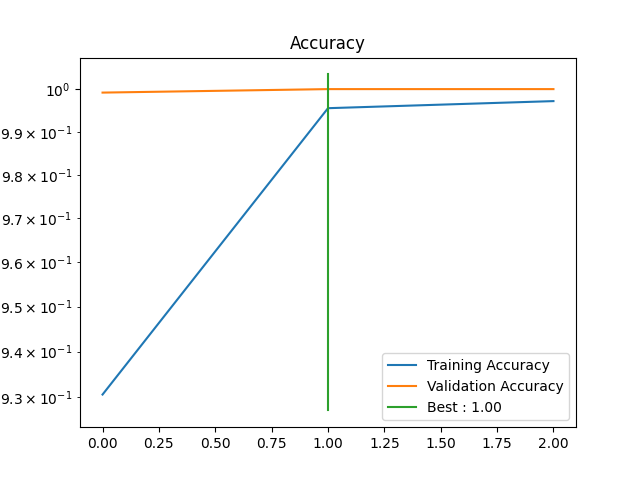 Accuracy
10⁰
9.9 × 10⁻¹
9.8 × 10⁻¹
9.7 × 10⁻¹
9.6 × 10⁻¹
9.5 × 10⁻¹
9.4 × 10⁻¹
9.3 × 10⁻¹
Training Accuracy
Validation Accuracy
Best : 1.00
0.00 0.25 0.50 0.75 1.00 1.25 1.50 1.75 2.00